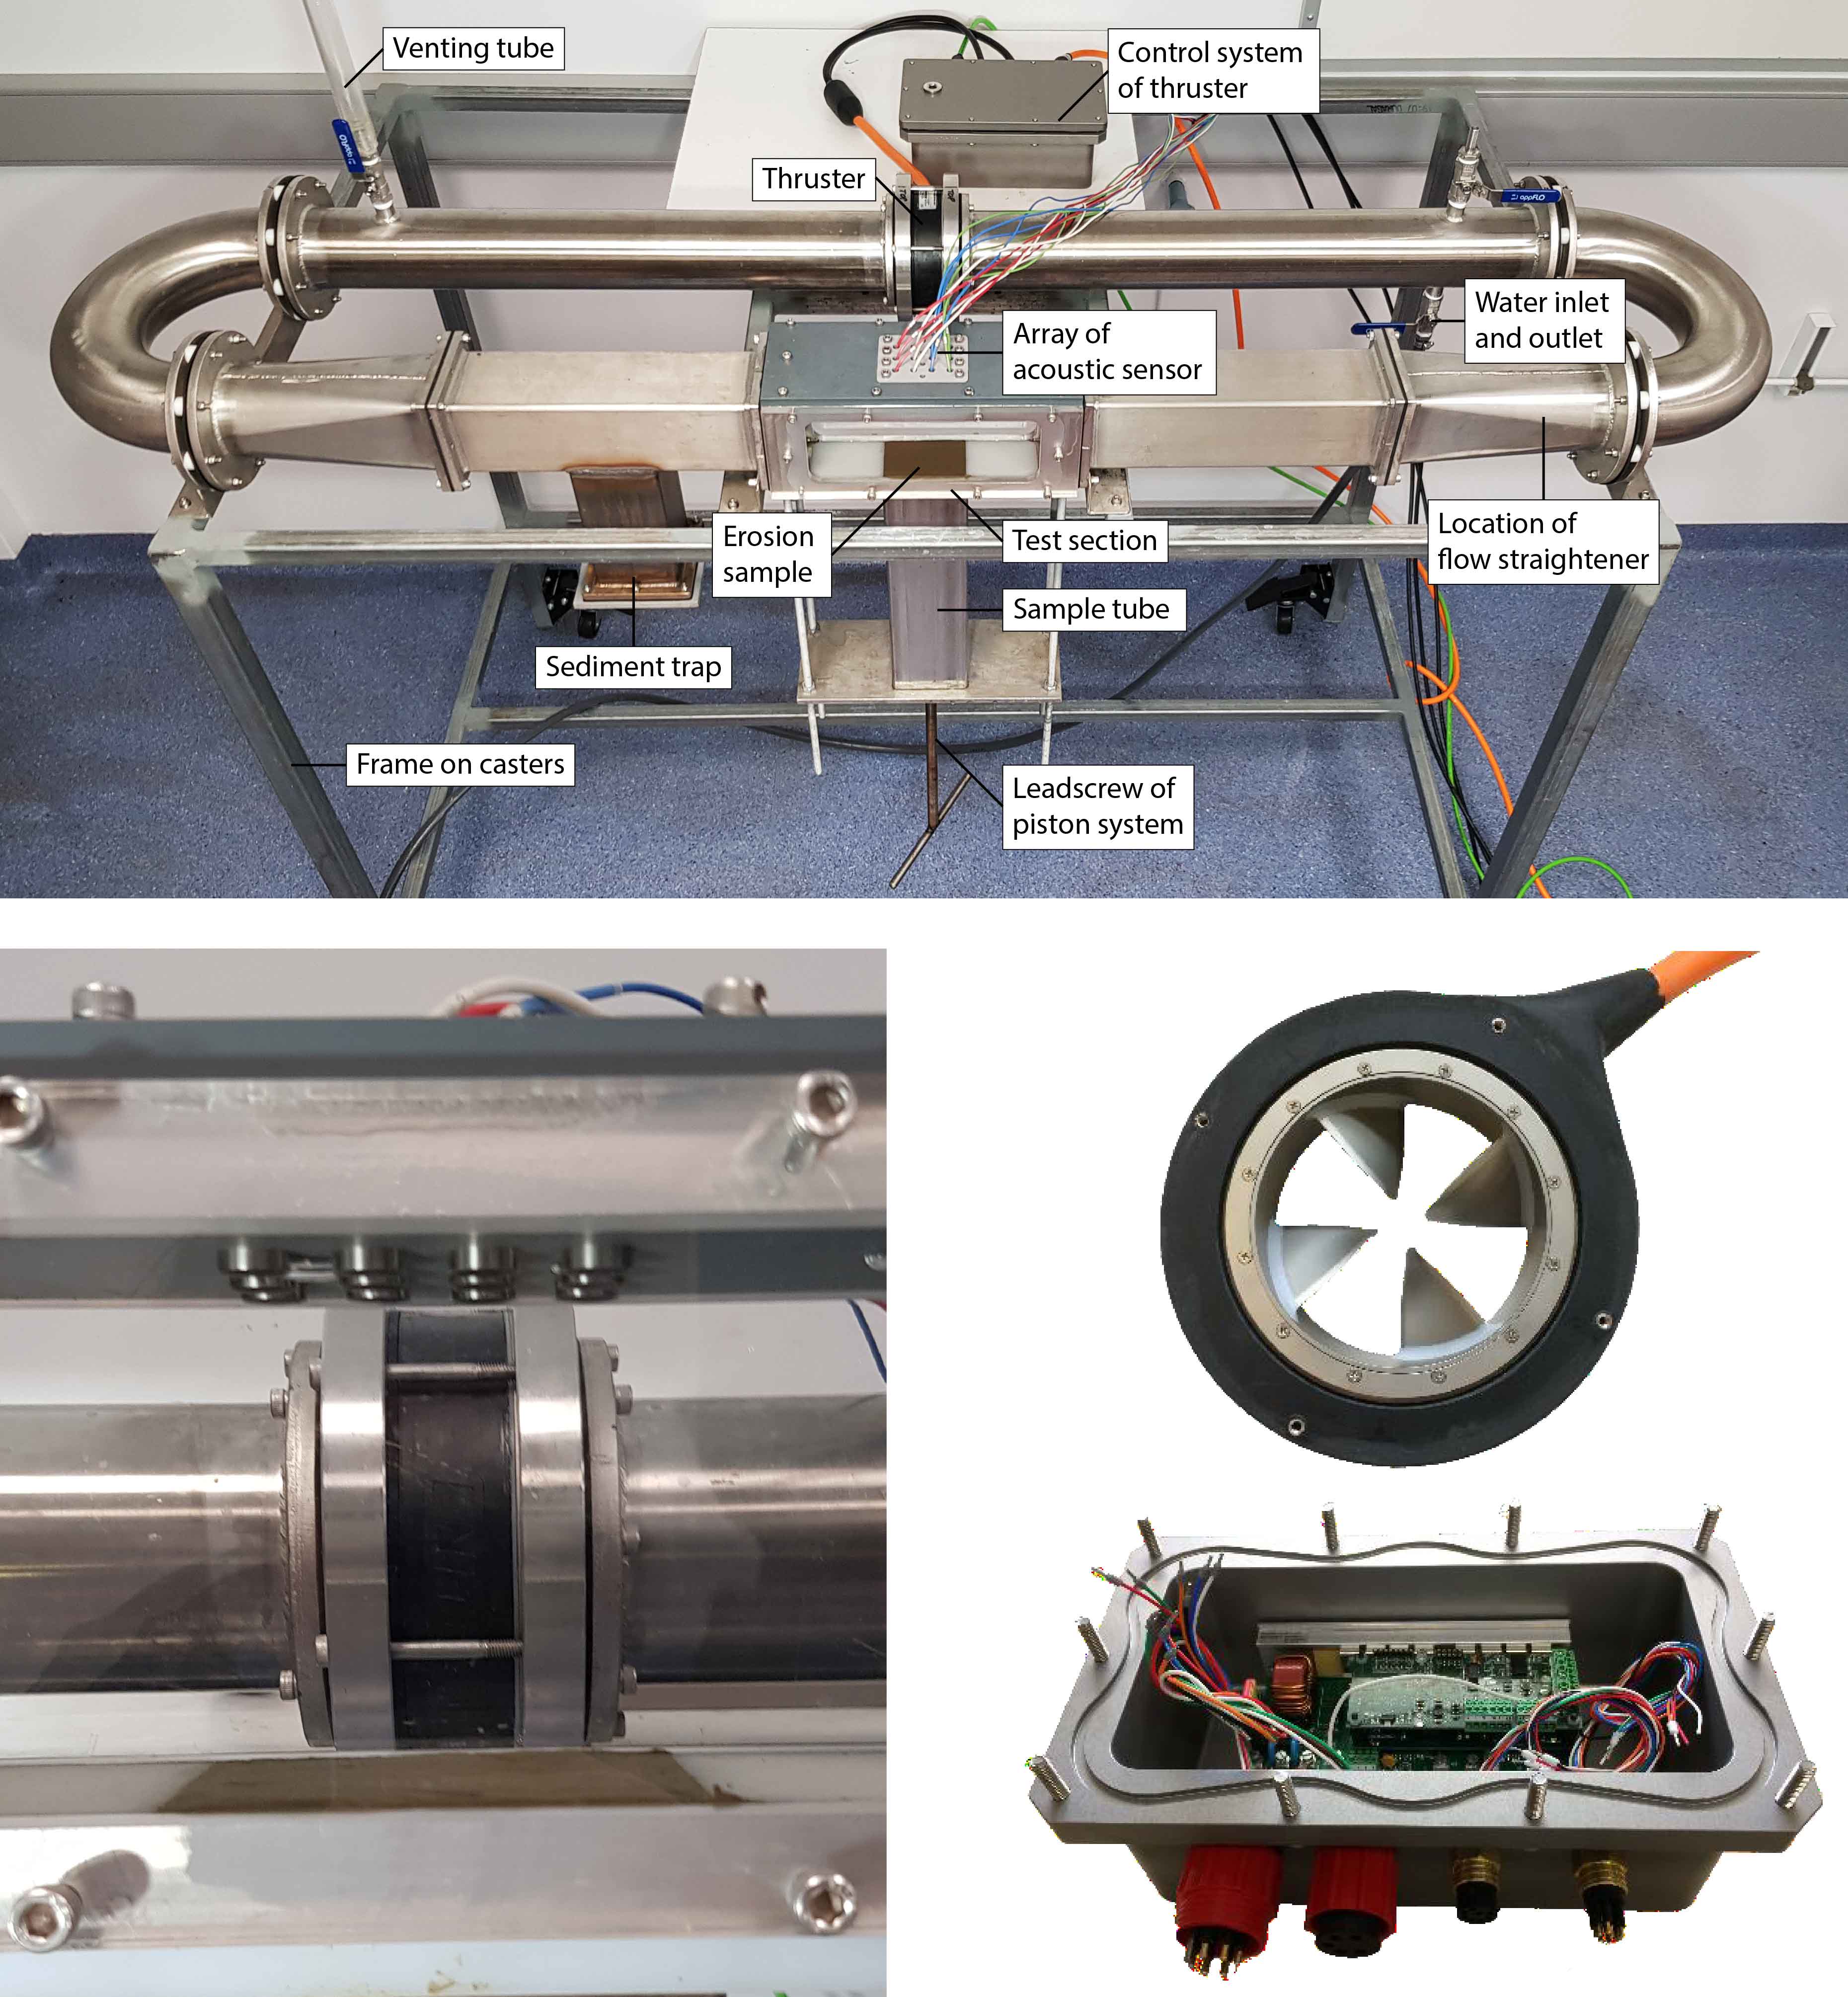 Venting tube
Control system
of thruster
Thruster
appFLO
Water inlet
and outlet
Array of
acoustic sensor
Erosion
sample
Test section
Location of
flow straightener
Sample tube
Sediment trap
Frame on casters
Leadscrew of
piston system